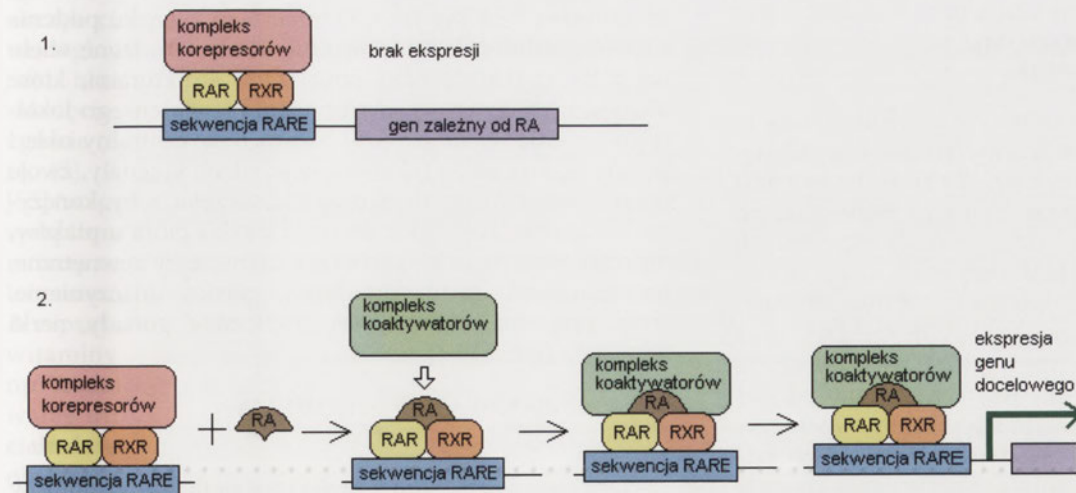 1.
kompleks
korepresorów
brak ekspresji
RAR RXR
sekwencja RARE
gen zależny od RA
2.
kompleks
koaktywatorów
kompleks
korepresorów
RAR RXR
sekwencja RARE
+
RA
RA
RAR RXR
sekwencja RARE
kompleks
koaktywatorów
RA
RAR RXR
sekwencja RARE
kompleks
koaktywatorów
RA
RAR RXR
sekwencja RARE
ekspresja
genu
docelowego